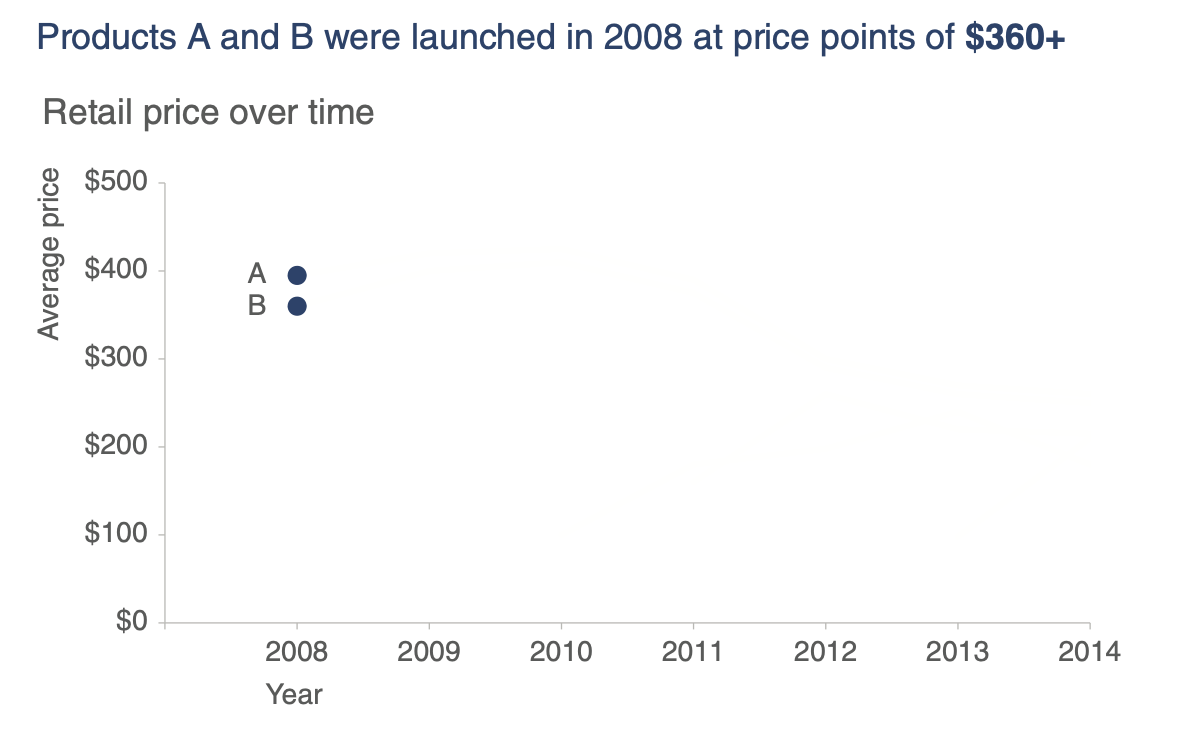 Products A and B were launched in 2008 at price points of $360+
Retail price over time
Average price
$500
$400
$300
$200
$100
$0
A
B
2008 2009 2010 2011 2012 2013 2014
Year